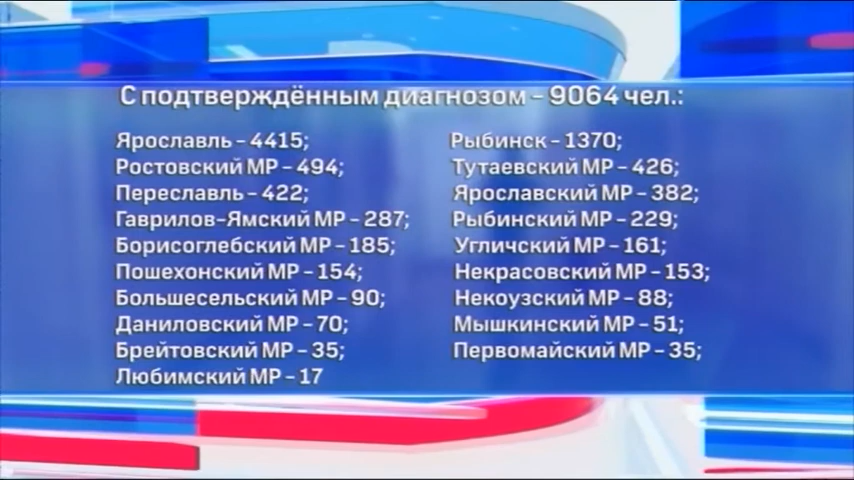 С подтверждённым диагнозом – 9064 чел.:
Ярославль – 4415;
Рыбинск – 1370;
Ростовский МР – 494;
Тутаевский МР – 426;
Переславль – 422;
Ярославский МР – 382;
Гаврилов-Ямский МР – 287;
Рыбинский МР – 229;
Борисоглебский МР – 185;
Угличский МР – 161;
Пошехонский МР – 154;
Некрасовский МР – 153;
Большесельский МР – 90;
Некоузский МР – 88;
Даниловский МР – 70;
Мышкинский МР – 51;
Брейтовский МР – 35;
Первомайский МР – 35;
Любимский МР – 17